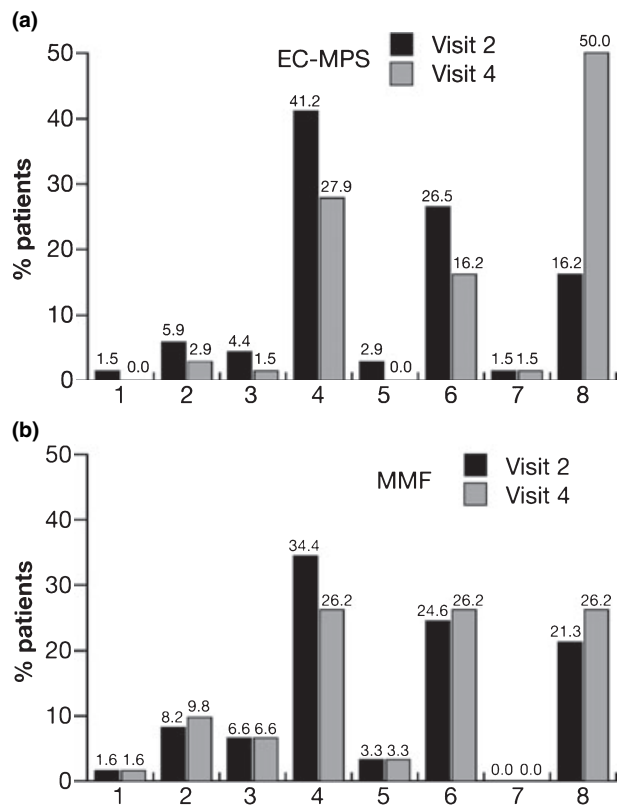 (a)
EC-MPS
Visit 2
Visit 4
% patients
50
40
30
20
10
0
1.5 0.0
5.9 2.9
4.4 1.5
41.2 27.9
2.9 0.0
26.5 16.2
1.5 1.5
16.2 50.0
1 2 3 4 5 6 7 8
(b)
MMF
Visit 2
Visit 4
% patients
50
40
30
20
10
0
1.6 1.6
8.2 9.8
6.6 6.6
34.4 26.2
3.3 3.3
24.6 26.2
0.0 0.0
21.3 26.2
1 2 3 4 5 6 7 8